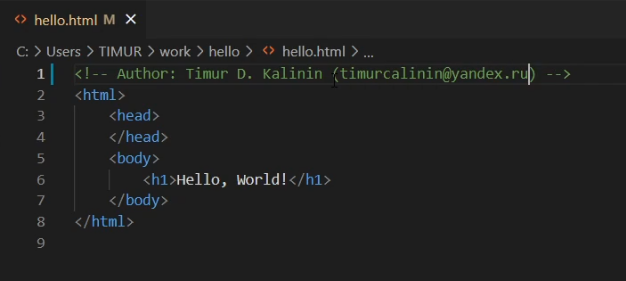 <> hello.html M ×
C: > Users > TIMUR > work > hello > <> hello.html > ...
1 <!-- Author: Timur D. Kalinin (timurcalinin@yandex.ru) -->
2 <html>
3     <head>
4     </head>
5     <body>
6         <h1>Hello, World!</h1>
7     </body>
8 </html>
9